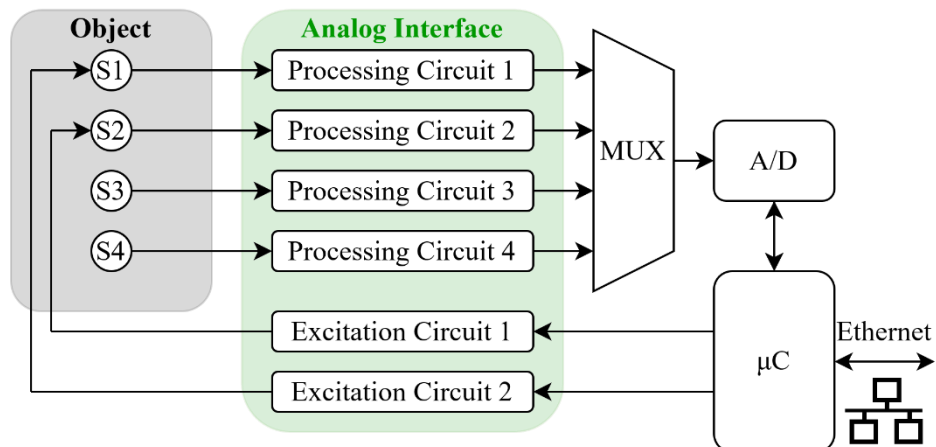 Object
Analog Interface
S1
Processing Circuit 1
S2
Processing Circuit 2
MUX
A/D
S3
Processing Circuit 3
S4
Processing Circuit 4
Excitation Circuit 1
Ethernet
μC
Excitation Circuit 2